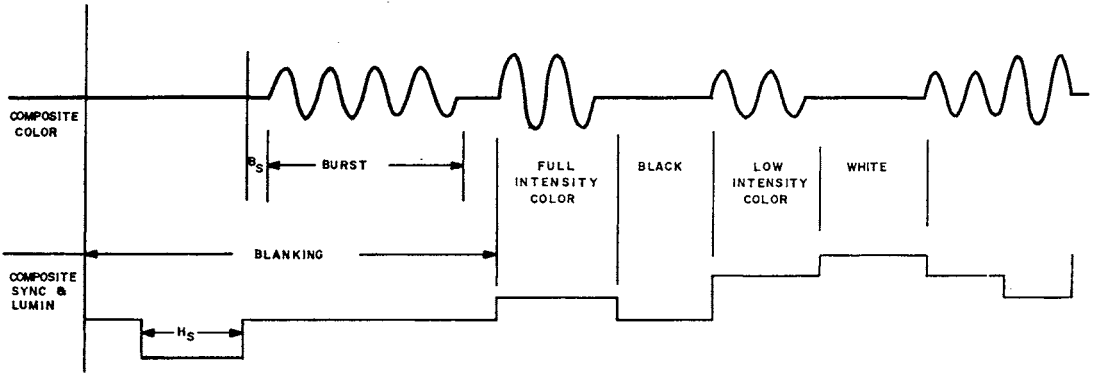 COMPOSITE
COLOR
BS
BURST
FULL
INTENSITY
COLOR
BLACK
LOW
INTENSITY
COLOR
WHITE
BLANKING
COMPOSITE
SYNC &
LUMIN
HS